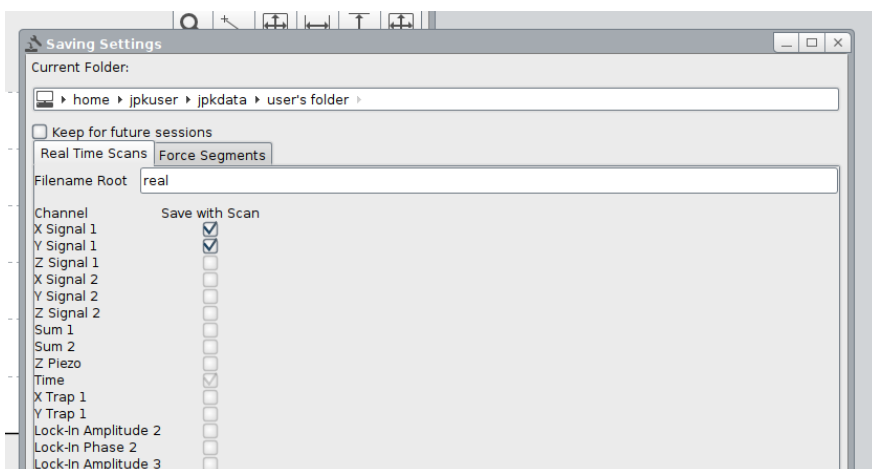 Saving Settings
Current Folder:
home jpkuser jpkdata user's folder
Keep for future sessions
Real Time Scans Force Segments
Filename Root real
Channel Save with Scan
X Signal 1
Y Signal 1
Z Signal 1
X Signal 2
Y Signal 2
Z Signal 2
Sum 1
Sum 2
Z Piezo
Time
X Trap 1
Y Trap 1
Lock-In Amplitude 2
Lock-In Phase 2
Lock-In Amplitude 3